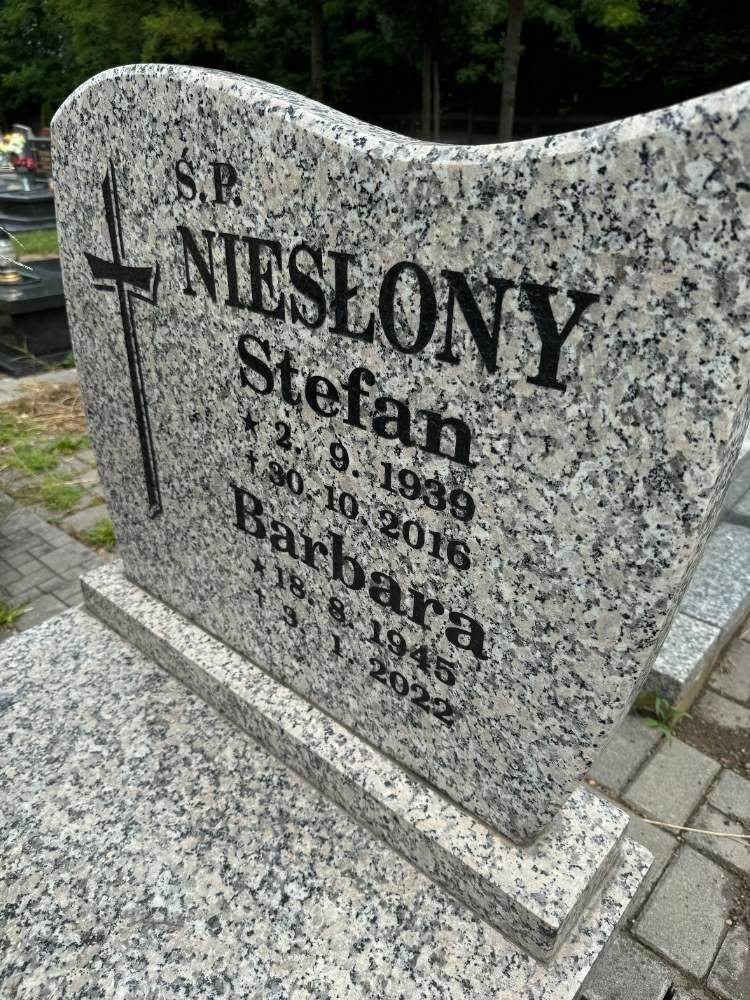 Ś.P.
NIESŁONY
Stefan
★ 2. 9. 1939
† 30. 10. 2016
Barbara
★ 18. 8. 1945
† 3. 1. 2022